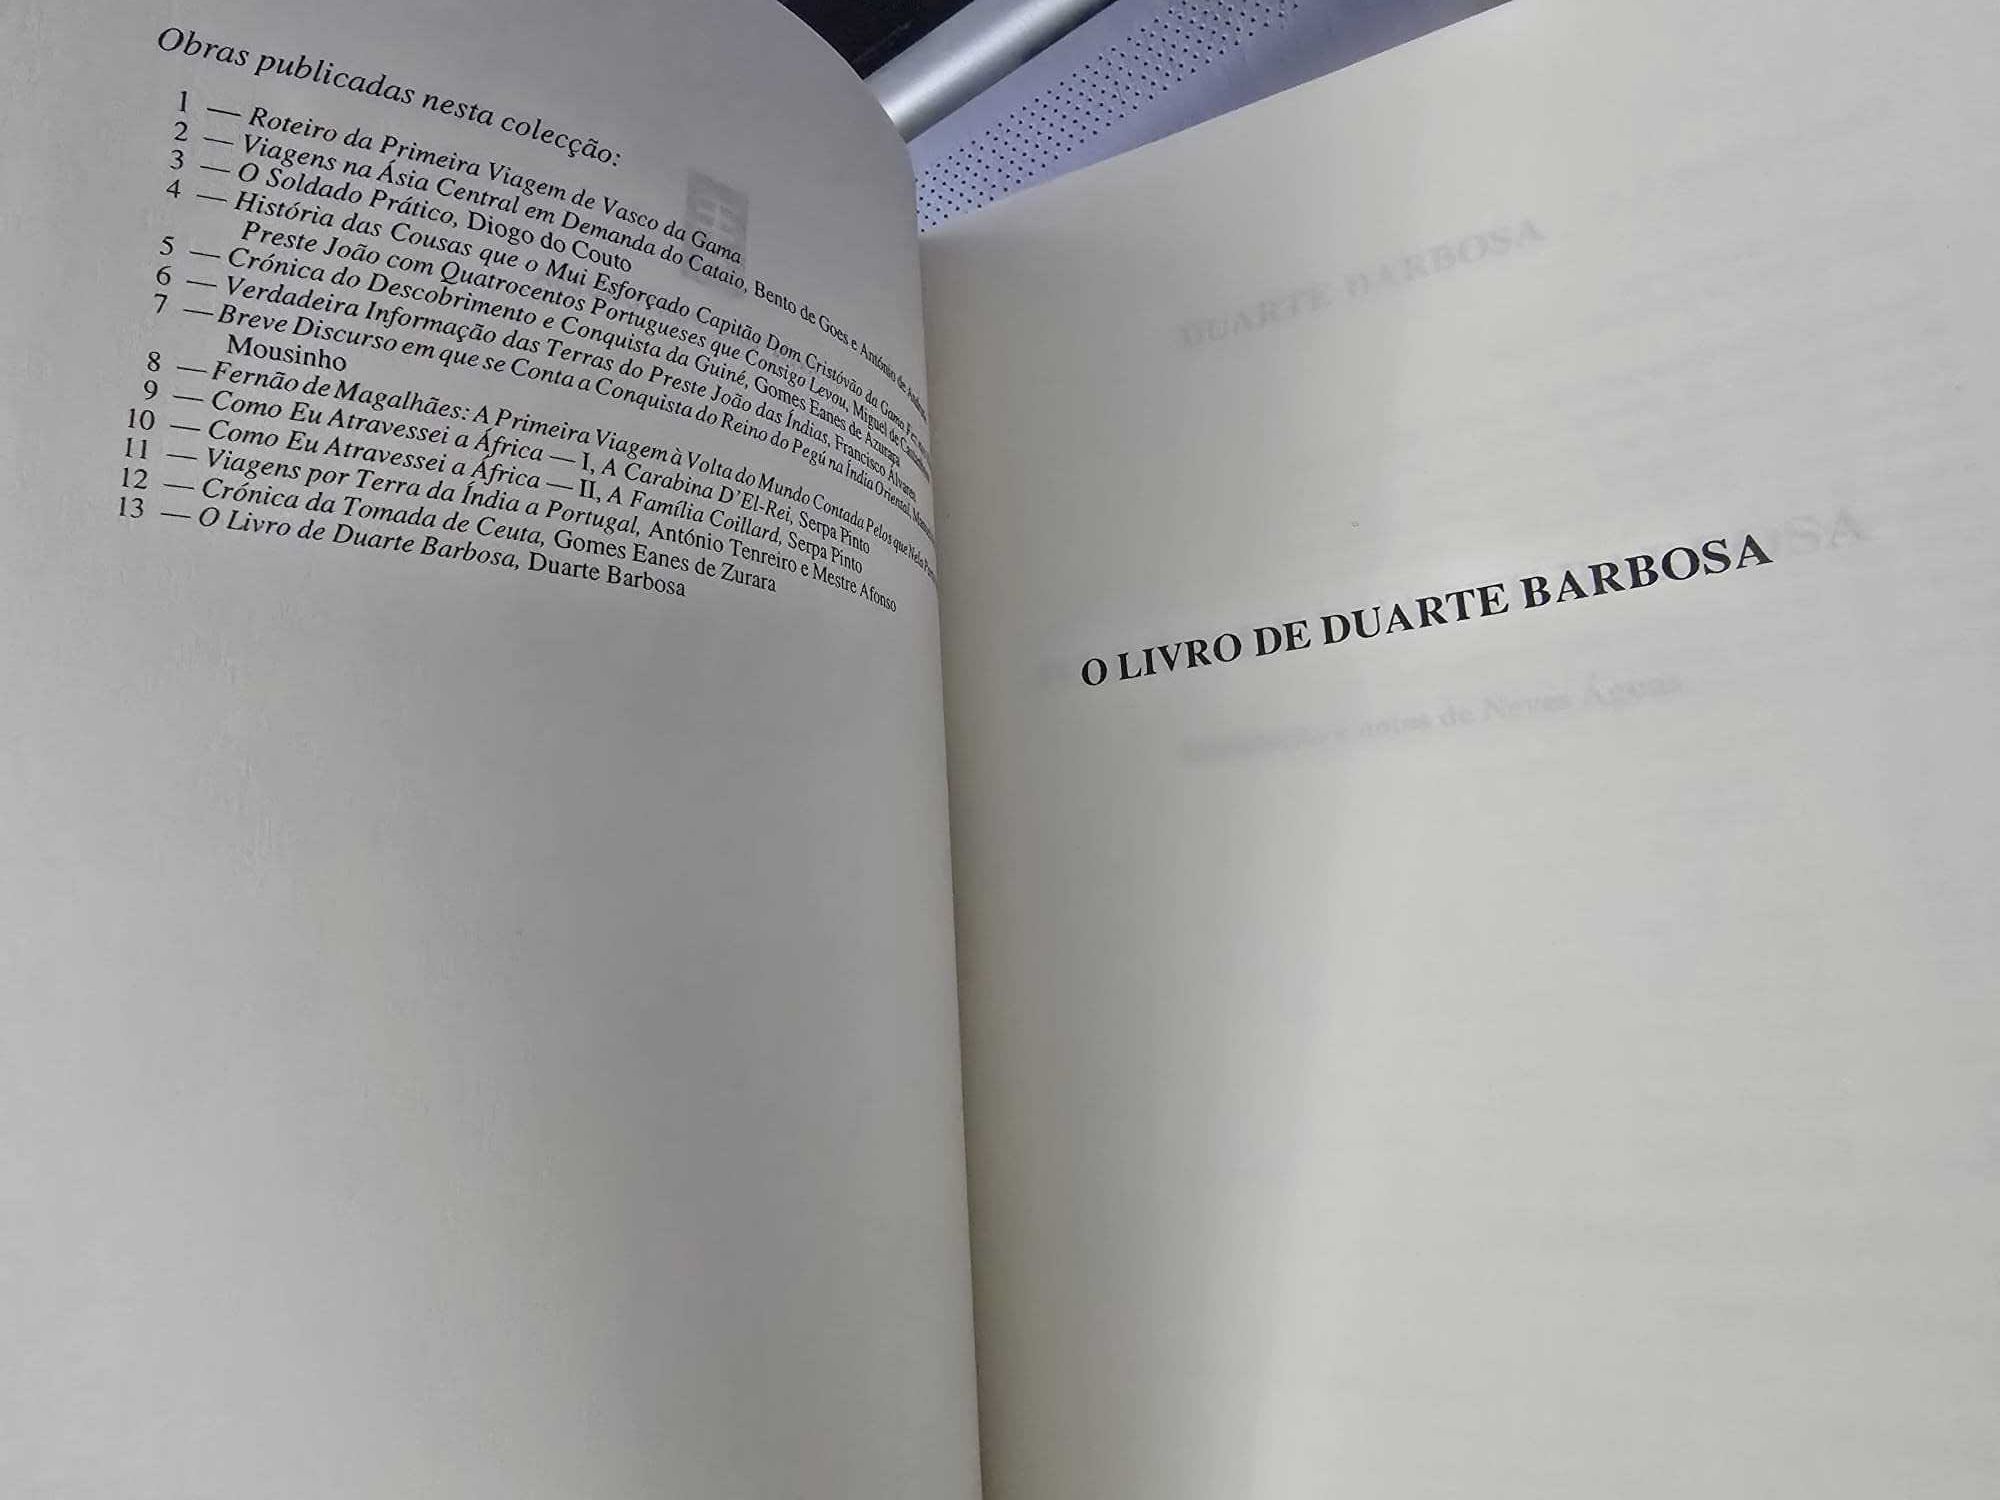 Obras publicadas nesta colecção:
1 — Roteiro da Primeira Viagem de Vasco da Gama
2 — Viagens na Ásia Central em Demanda do Cataio, Bento de Goes e António de
3 — O Soldado Prático, Diogo do Couto
4 — História das Cousas que o Mui Esforçado Capitão Dom Cristóvão da Gama
Preste João com Quatrocentos Portugueses que Consigo Levou, Miguel de
5 — Crónica do Descobrimento e Conquista da Guiné, Gomes Eanes de Azurara
6 — Verdadeira Informação das Terras do Preste João das Índias, Francisco Álvares
7 — Breve Discurso em que se Conta a Conquista do Reino do Pegú na Índia Oriental,
Mousinho
8 — Fernão de Magalhães: A Primeira Viagem à Volta do Mundo Contada Pelos que Nela
9 — Como Eu Atravessei a África — I, A Carabina D'El-Rei, Serpa Pinto
10 — Como Eu Atravessei a África — II, A Família Coillard, Serpa Pinto
11 — Viagens por Terra da Índia a Portugal, António Tenreiro e Mestre Afonso
12 — Crónica da Tomada de Ceuta, Gomes Eanes de Zurara
13 — O Livro de Duarte Barbosa, Duarte Barbosa
DUARTE BARBOSA
O LIVRO DE DUARTE BARBOSA
notas de Neves Águas